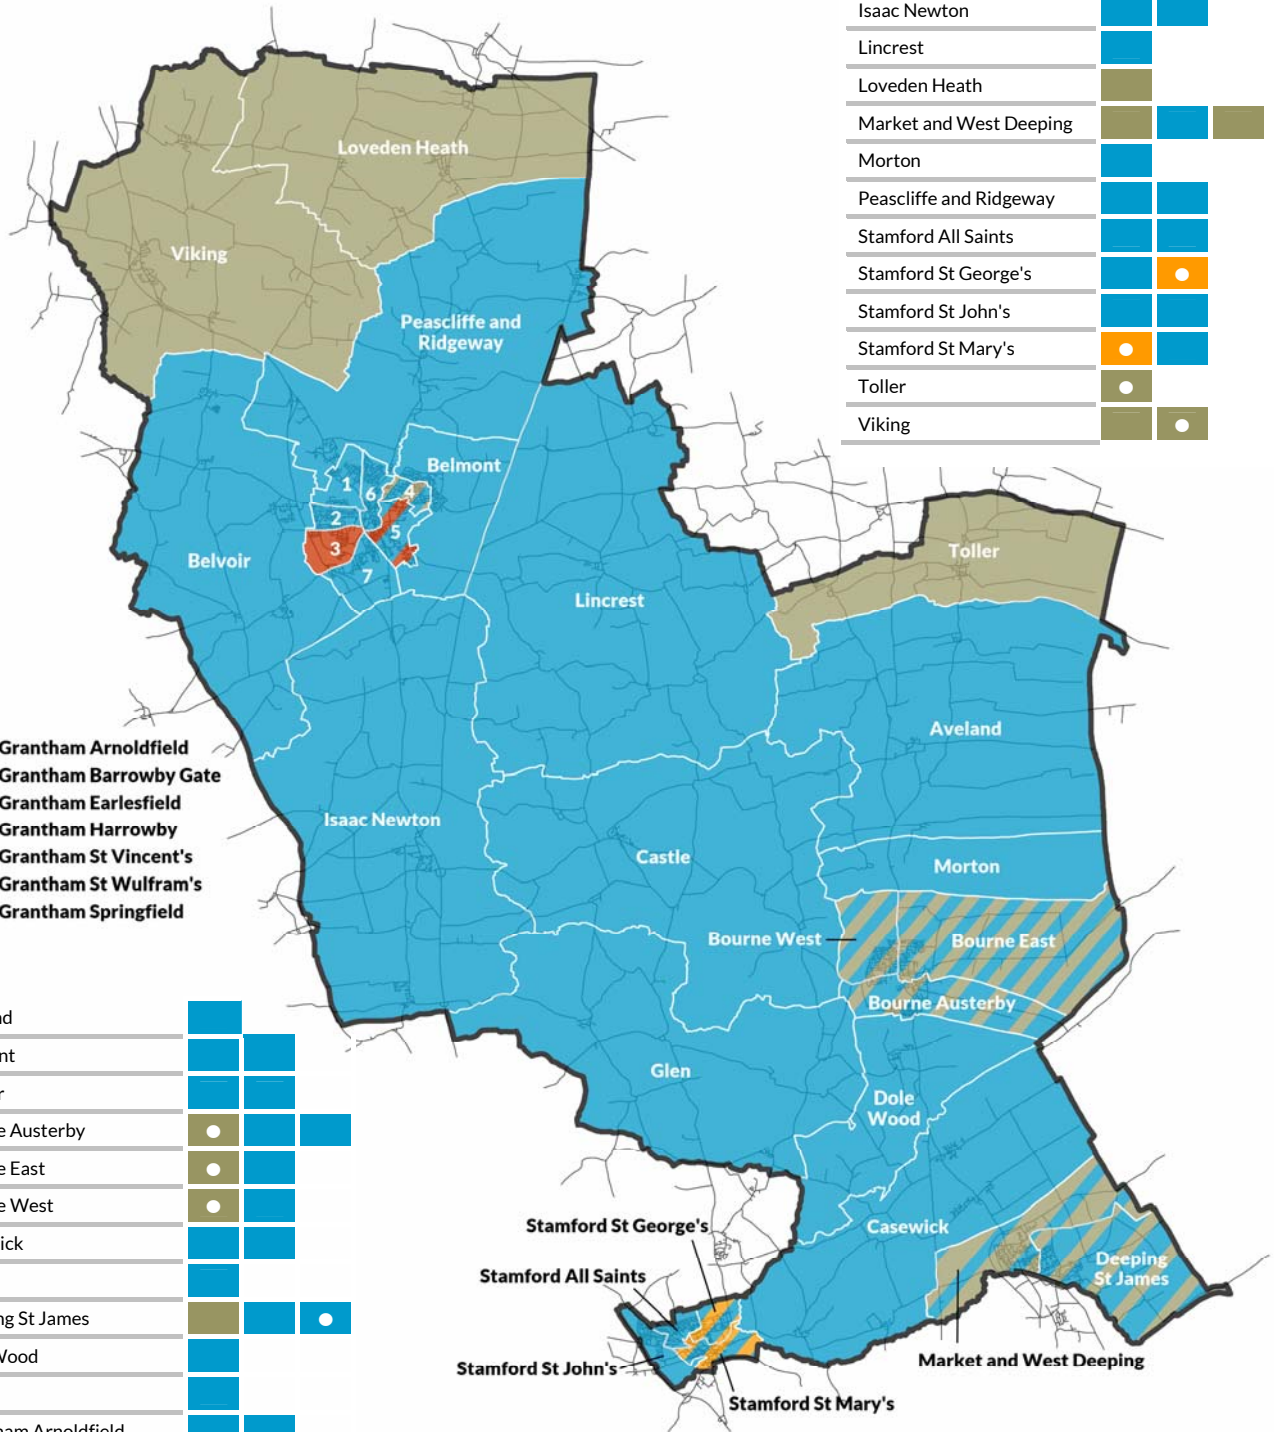 Isaac Newton
Lincrest
Loveden Heath
Market and West Deeping
Morton
Peascliffe and Ridgeway
Stamford All Saints
Stamford St George's
Stamford St John's
Stamford St Mary's
Toller
Viking
Loveden Heath
Viking
Peascliffe and
Ridgeway
Belmont
1
6
4
2
5
3
7
Belvoir
Lincrest
Toller
Aveland
Grantham Arnoldfield
Grantham Barrowby Gate
Grantham Earlesfield
Grantham Harrowby
Grantham St Vincent's
Grantham St Wulfram's
Grantham Springfield
Isaac Newton
Castle
Morton
Bourne West
Bourne East
Bourne Austerby
Glen
Dole
Wood
Casewick
Deeping
St James
Stamford St George's
Stamford All Saints
Stamford St John's
Stamford St Mary's
Market and West Deeping
d
nt
r
e Austerby
e East
e West
ick
ng St James
Wood
am Arnoldfield